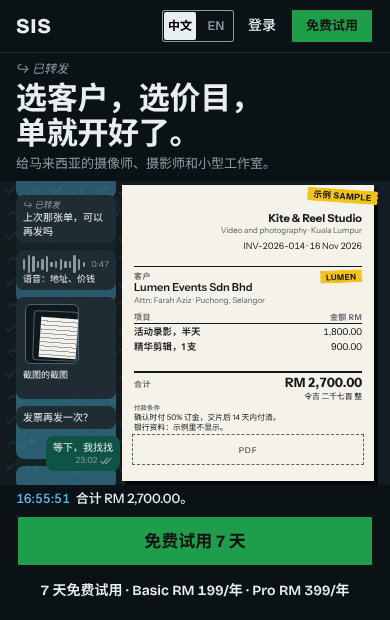 SIS
中文
EN
登录
免费试用
↪ 已转发
选客户，选价目，
单就开好了。
给马来西亚的摄像师、摄影师和小型工作室。
↪ 已转发
上次那张单，可以
再发吗
0:47
语音：地址、价钱
截图的截图
发票再发一次？
等下，我找找
23:02
示例 SAMPLE
Kite & Reel Studio
Video and photography · Kuala Lumpur
INV-2026-014 · 16 Nov 2026
客户
LUMEN
Lumen Events Sdn Bhd
Attn: Farah Aziz · Puchong, Selangor
项目 金额 RM
活动录影，半天 1,800.00
精华剪辑，1支 900.00
合计 RM 2,700.00
令吉 二千七百 整
付款条件
确认时付 50% 订金，交片后 14 天内付清。
银行资料：示例里不显示。
PDF
16:55:51 合计 RM 2,700.00。
免费试用 7 天
7 天免费试用 · Basic RM 199/年 · Pro RM 399/年